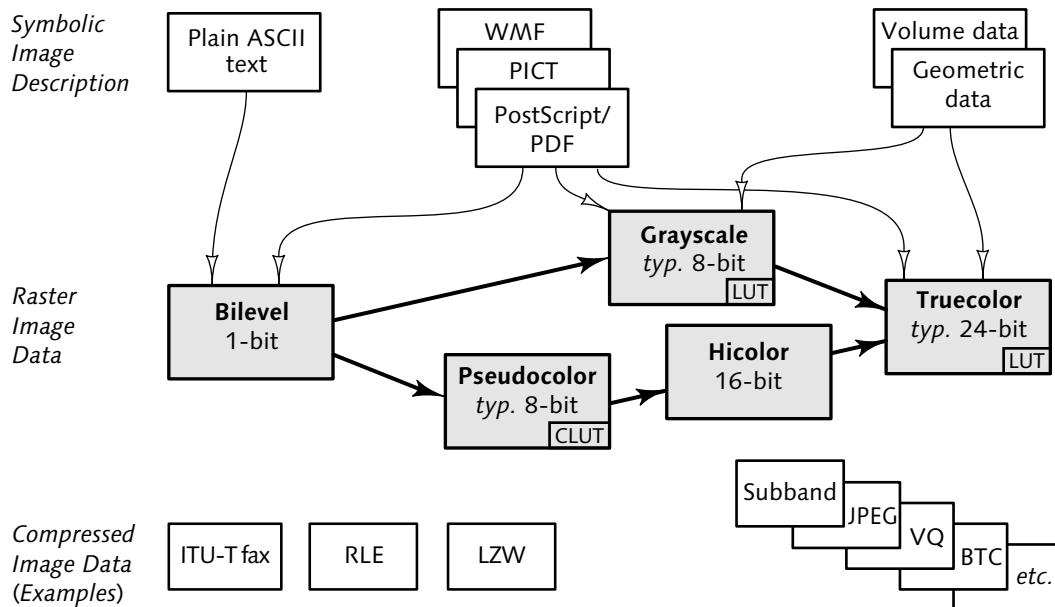 Symbolic
Image
Description
Plain ASCII
text
WMF
PICT
PostScript/
PDF
Volume data
Geometric
data
Raster
Image
Data
Bilevel
1-bit
Grayscale
typ. 8-bit
LUT
Pseudocolor
typ. 8-bit
CLUT
Hicolor
16-bit
Truecolor
typ. 24-bit
LUT
Compressed
Image Data
(Examples)
ITU-T fax
RLE
LZW
Subband
JPEG
VQ
BTC
etc.